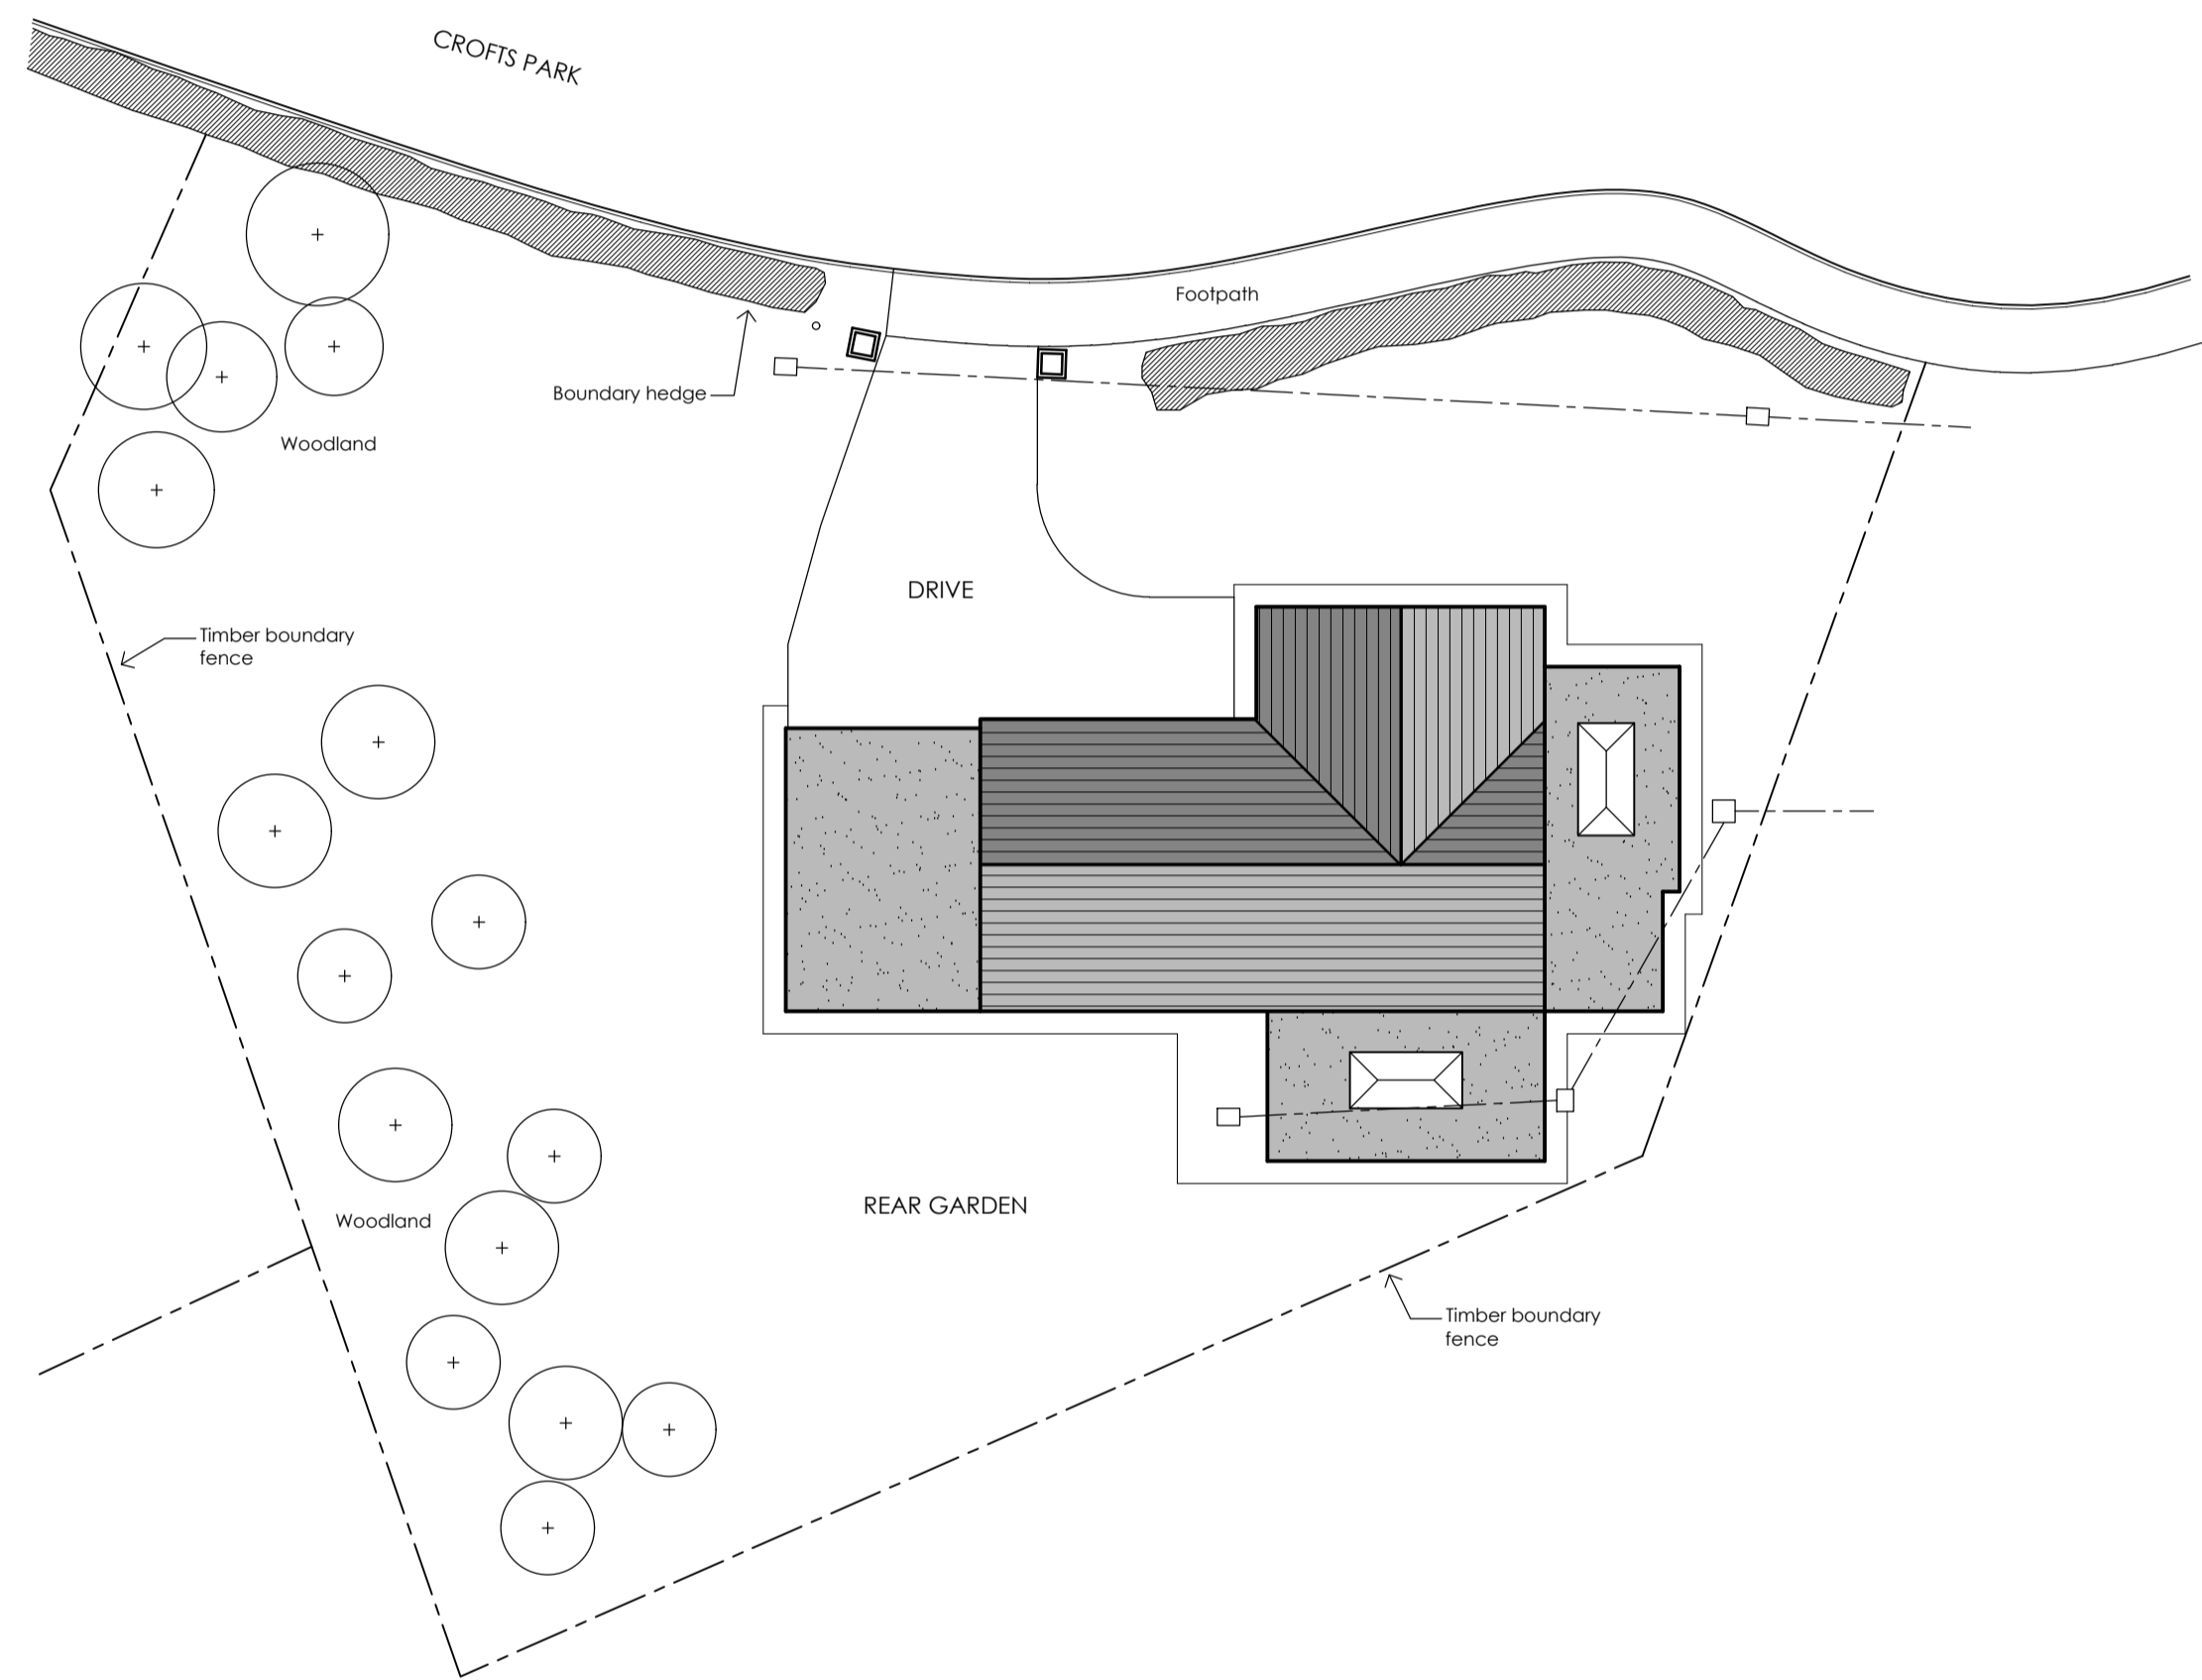 CROFTS PARK
Footpath
Boundary hedge
Woodland
DRIVE
Timber boundary
fence
REAR GARDEN
Woodland
Timber boundary
fence